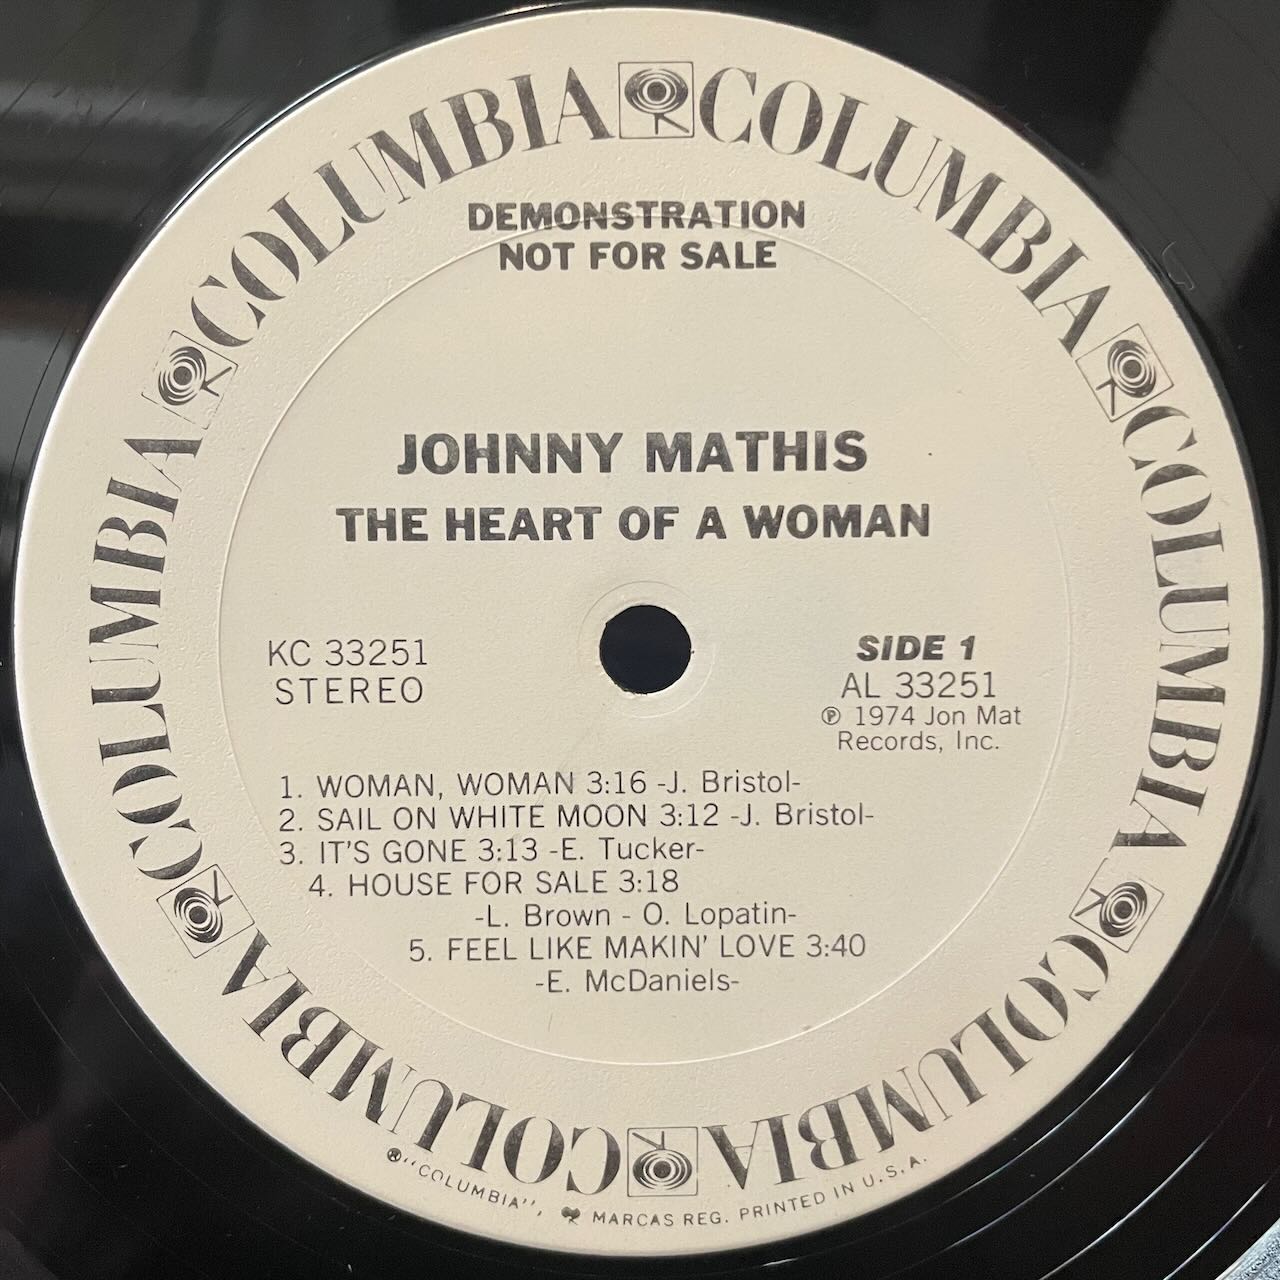 COLUMBIA COLUMBIA COLUMBIA COLUMBIA COLUMBIA COLUMBIA
DEMONSTRATION
NOT FOR SALE
JOHNNY MATHIS
THE HEART OF A WOMAN
KC 33251
STEREO
SIDE 1
AL 33251
℗ 1974 Jon Mat
Records, Inc.
1. WOMAN, WOMAN 3:16 -J. Bristol-
2. SAIL ON WHITE MOON 3:12 -J. Bristol-
3. IT'S GONE 3:13 -E. Tucker-
4. HOUSE FOR SALE 3:18
-L. Brown - O. Lopatin-
5. FEEL LIKE MAKIN' LOVE 3:40
-E. McDaniels-
® "COLUMBIA", MARCAS REG. PRINTED IN U.S.A.